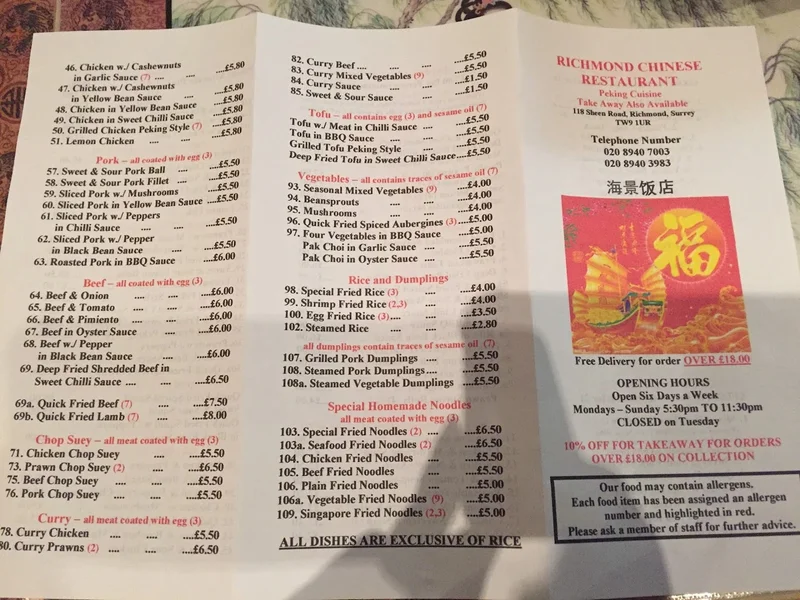 46. Chicken w./ Cashewnuts
in Garlic Sauce (7) .... .... £5.80
47. Chicken w./ Cashewnuts
in Yellow Bean Sauce .... £5.80
48. Chicken in Yellow Bean Sauce £5.80
49. Chicken in Sweet Chilli Sauce £5.80
50. Grilled Chicken Peking Style (7) £5.80
51. Lemon Chicken .... .... £5.80
Pork – all coated with egg (3)
57. Sweet & Sour Pork Ball .... £5.50
58. Sweet & Sour Pork Fillet .... £5.50
59. Sliced Pork w./ Mushrooms £5.50
60. Sliced Pork in Yellow Bean Sauce £5.50
61. Sliced Pork w./ Peppers
in Chilli Sauce .... .... £5.50
62. Sliced Pork w./ Pepper
in Black Bean Sauce .... £5.50
63. Roasted Pork in BBQ Sauce £6.00
Beef – all coated with egg (3)
64. Beef & Onion .... .... £6.00
65. Beef & Tomato .... .... £6.00
66. Beef & Pimiento .... .... £6.00
67. Beef in Oyster Sauce .... £6.00
68. Beef w./ Pepper
in Black Bean Sauce .... £6.00
69. Deep Fried Shredded Beef in
Sweet Chilli Sauce .... .... £6.50
69a. Quick Fried Beef (7) .... £7.50
69b. Quick Fried Lamb (7) .... £8.00
Chop Suey – all meat coated with egg (3)
71. Chicken Chop Suey .... £5.50
73. Prawn Chop Suey (2) .... £6.50
75. Beef Chop Suey .... .... £5.50
76. Pork Chop Suey .... .... £5.50
Curry – all meat coated with egg (3)
78. Curry Chicken .... .... £5.50
80. Curry Prawns (2) .... .... £6.50
82. Curry Beef .... .... .... £5.50
83. Curry Mixed Vegetables (9) £5.50
84. Curry Sauce .... .... £1.50
85. Sweet & Sour Sauce .... £1.50
Tofu – all contains egg (3) and sesame oil (7)
Tofu w./ Meat in Chilli Sauce .... £5.50
Tofu in BBQ Sauce .... .... £5.50
Grilled Tofu Peking Style .... £5.50
Deep Fried Tofu in Sweet Chilli Sauce .... £5.50
Vegetables – all contains traces of sesame oil (7)
93. Seasonal Mixed Vegetables (9) £4.00
94. Beansprouts .... .... £4.00
95. Mushrooms .... .... £4.00
96. Quick Fried Spiced Aubergines (3) .... £5.00
97. Four Vegetables in BBQ Sauce £5.00
Pak Choi in Garlic Sauce .... £5.50
Pak Choi in Oyster Sauce .... £5.50
Rice and Dumplings
98. Special Fried Rice (3) .... £4.00
99. Shrimp Fried Rice (2,3) .... £4.00
100. Egg Fried Rice (3).... .... £3.50
102. Steamed Rice .... .... £2.80
all dumplings contain traces of sesame oil (7)
107. Grilled Pork Dumplings .... £5.50
108. Steamed Pork Dumplings.... £5.50
108a. Steamed Vegetable Dumplings £5.50
Special Homemade Noodles
all meat coated with egg (3)
103. Special Fried Noodles (2) .... £6.50
103a. Seafood Fried Noodles (2) .... £6.50
104. Chicken Fried Noodles .... £5.50
105. Beef Fried Noodles .... £5.50
106. Plain Fried Noodles .... £5.00
106a. Vegetable Fried Noodles (9) £5.00
109. Singapore Fried Noodles (2,3) ....£5.00
ALL DISHES ARE EXCLUSIVE OF RICE
RICHMOND CHINESE
RESTAURANT
Peking Cuisine
Take Away Also Available
118 Sheen Road, Richmond, Surrey
TW9 1UR
Telephone Number
020 8940 7003
020 8940 3983
海景饭店
福
Free Delivery for order OVER £18.00
OPENING HOURS
Open Six Days a Week
Mondays – Sunday 5:30pm TO 11:30pm
CLOSED on Tuesday
10% OFF FOR TAKEAWAY FOR ORDERS
OVER £18.00 ON COLLECTION
Our food may contain allergens.
Each food item has been assigned an allergen
number and highlighted in red.
Please ask a member of staff for further advice.